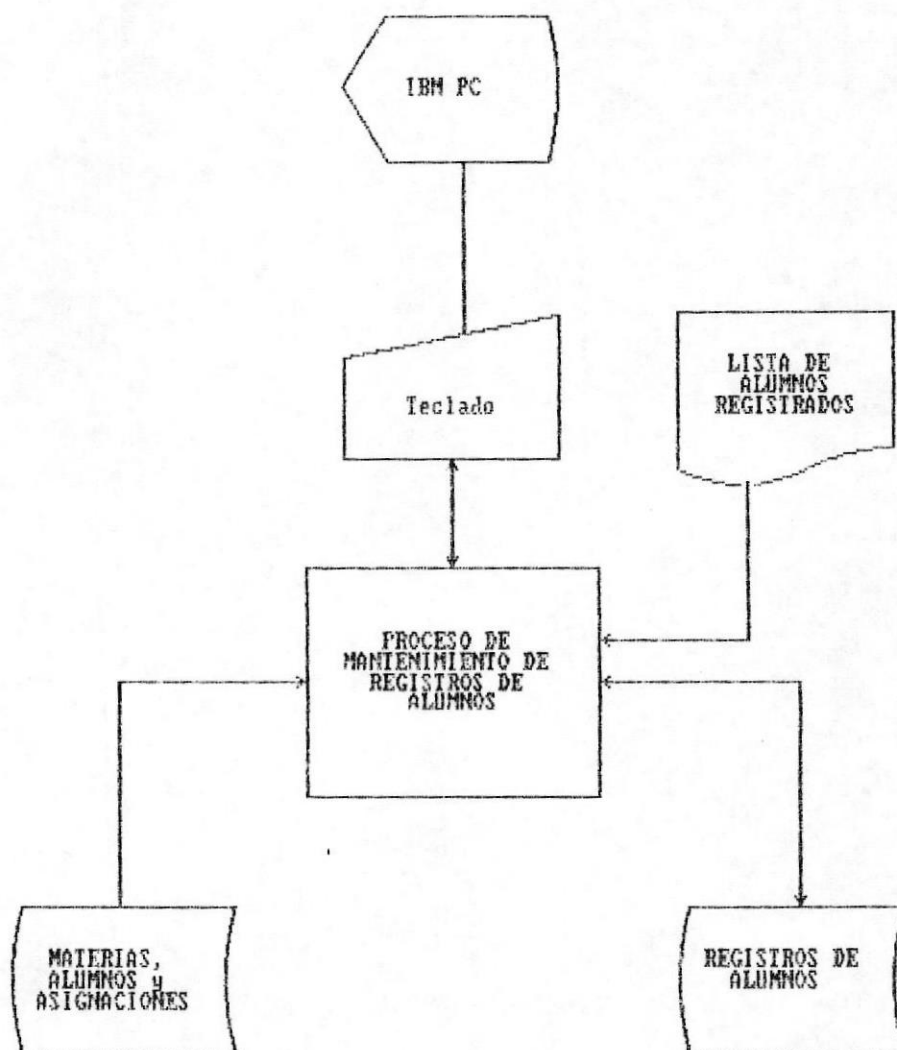 IBM PC
Teclado
LISTA DE
ALUMNOS
REGISTRADOS
PROCESO DE
MANTENIMIENTO DE
REGISTROS DE
ALUMNOS
MATERIAS,
ALUMNOS y
ASIGNACIONES
REGISTROS DE
ALUMNOS